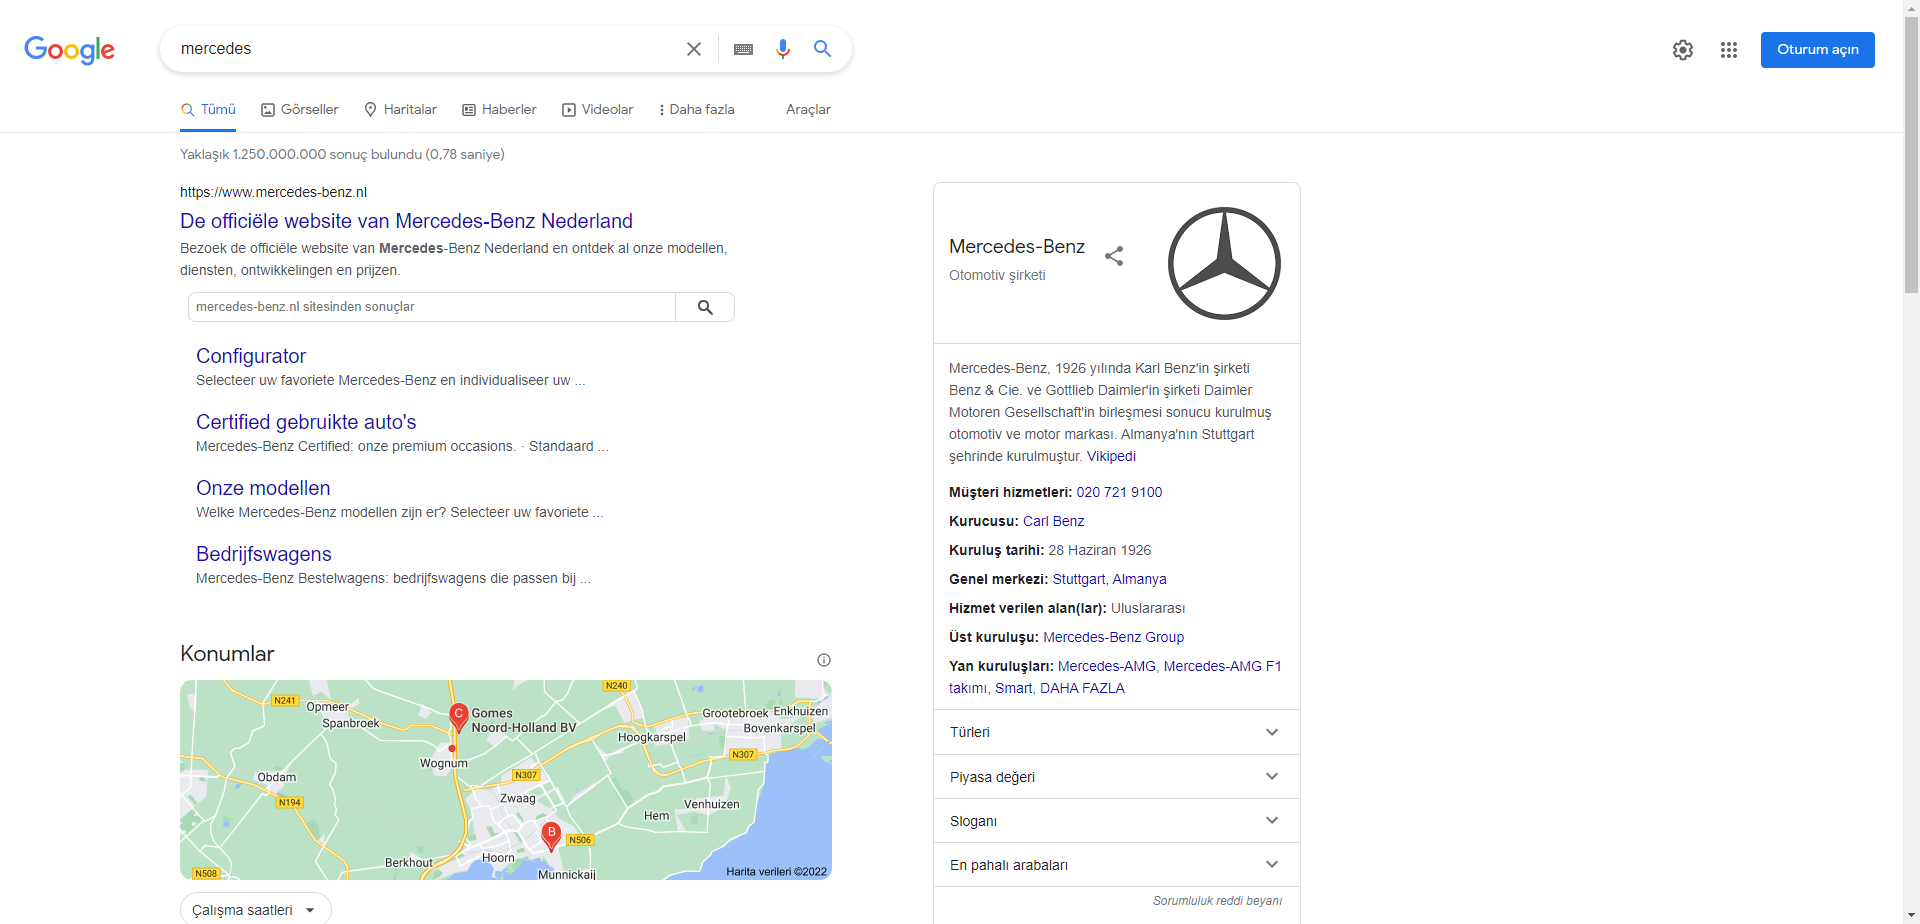 Google
mercedes
Oturum açın
Tümü
Görseller
Haritalar
Haberler
Videolar
Daha fazla
Araçlar
Yaklaşık 1.250.000.000 sonuç bulundu (0,78 saniye)
https://www.mercedes-benz.nl
De officiële website van Mercedes-Benz Nederland
Bezoek de officiële website van Mercedes-Benz Nederland en ontdek al onze modellen,
diensten, ontwikkelingen en prijzen.
mercedes-benz.nl sitesinden sonuçlar
Configurator
Selecteer uw favoriete Mercedes-Benz en individualiseer uw ...
Certified gebruikte auto's
Mercedes-Benz Certified: onze premium occasions. · Standaard ...
Onze modellen
Welke Mercedes-Benz modellen zijn er? Selecteer uw favoriete ...
Bedrijfswagens
Mercedes-Benz Bestelwagens: bedrijfswagens die passen bij ...
Konumlar
N240
N241
Opmeer
Spanbroek
C
Gomes
Noord-Holland BV
Grootebroek
Enkhuizen
Bovenkarspel
Hoogkarspel
N307
Wognum
Obdam
N307
N194
Zwaag
Venhuizen
Hem
B
N506
Hoorn
Berkhout
N508
Munnickaij
Harita verileri ©2022
Çalışma saatleri
Mercedes-Benz
Otomotiv şirketi
Mercedes-Benz, 1926 yılında Karl Benz'in şirketi
Benz & Cie. ve Gottlieb Daimler'in şirketi Daimler
Motoren Gesellschaft'in birleşmesi sonucu kurulmuş
otomotiv ve motor markası. Almanya'nın Stuttgart
şehrinde kurulmuştur. Vikipedi
Müşteri hizmetleri: 020 721 9100
Kurucusu: Carl Benz
Kuruluş tarihi: 28 Haziran 1926
Genel merkezi: Stuttgart, Almanya
Hizmet verilen alan(lar): Uluslararası
Üst kuruluşu: Mercedes-Benz Group
Yan kuruluşları: Mercedes-AMG, Mercedes-AMG F1
takımı, Smart, DAHA FAZLA
Türleri
Piyasa değeri
Sloganı
En pahalı arabaları
Sorumluluk reddi beyanı